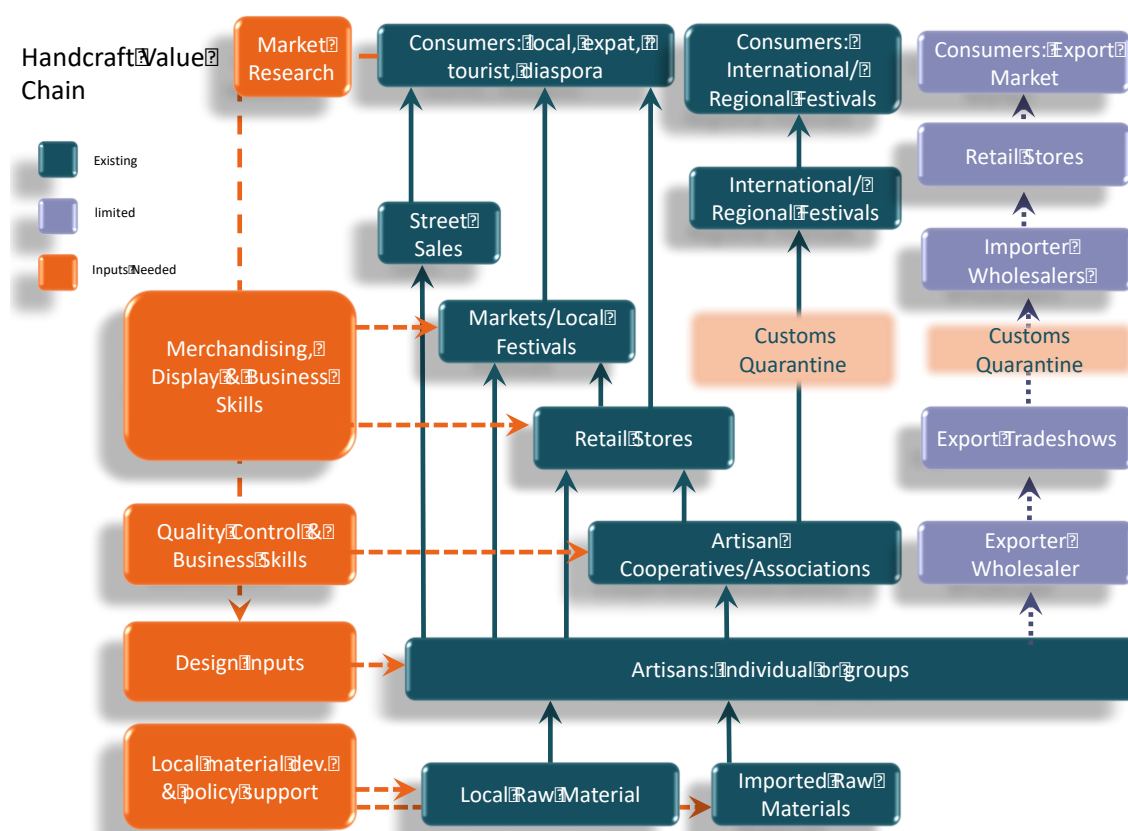 Handcraft Value
Chain
Existing
limited
Inputs Needed
Market
Research
Consumers: local, expat,
tourist, diaspora
Consumers:
International/
Regional Festivals
Consumers: Export
Market
Retail Stores
International/
Regional Festivals
Street
Sales
Importer
Wholesalers
Markets/Local
Festivals
Customs
Quarantine
Customs
Quarantine
Merchandising,
Display & Business
Skills
Retail Stores
Export Tradeshows
Quality Control &
Business Skills
Artisan
Cooperatives/Associations
Exporter
Wholesaler
Design Inputs
Artisans: Individual or groups
Local material dev.
& policy support
Local Raw Material
Imported Raw
Materials